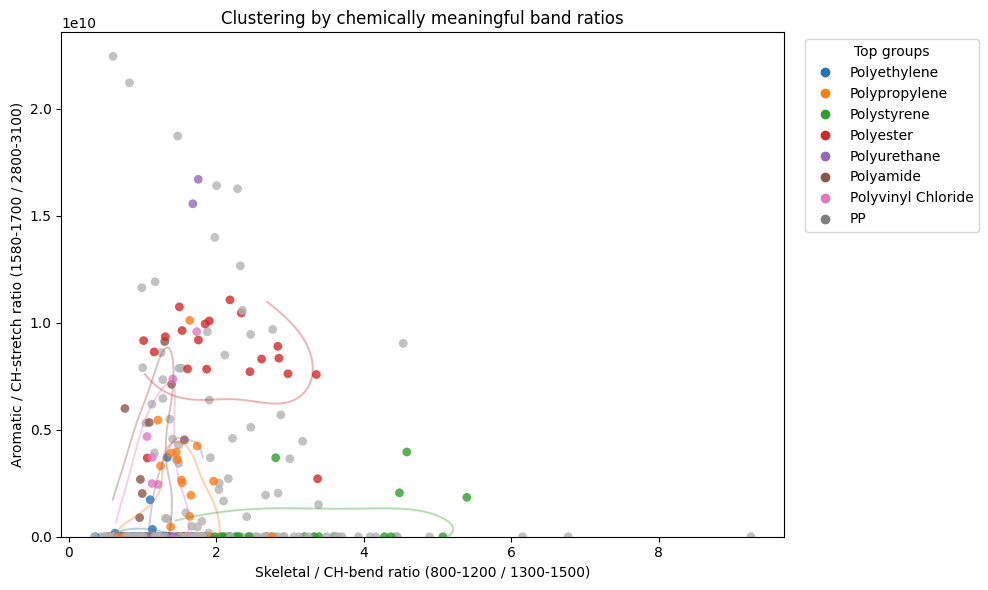 Clustering by chemically meaningful band ratios
1e10
Top groups
Polyethylene
Polypropylene
Polystyrene
Polyester
Polyurethane
Polyamide
Polyvinyl Chloride
PP
Aromatic / CH-stretch ratio (1580-1700 / 2800-3100)
2.0
1.5
1.0
0.5
0.0
0 2 4 6 8
Skeletal / CH-bend ratio (800-1200 / 1300-1500)